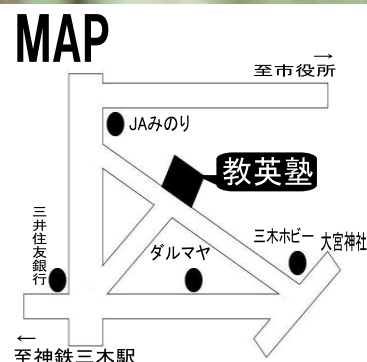 MAP
→
至市役所
JAみのり
教英塾
三井住友銀行
三木ホビー
大宮神社
ダルマヤ
←
至神鉄三木駅